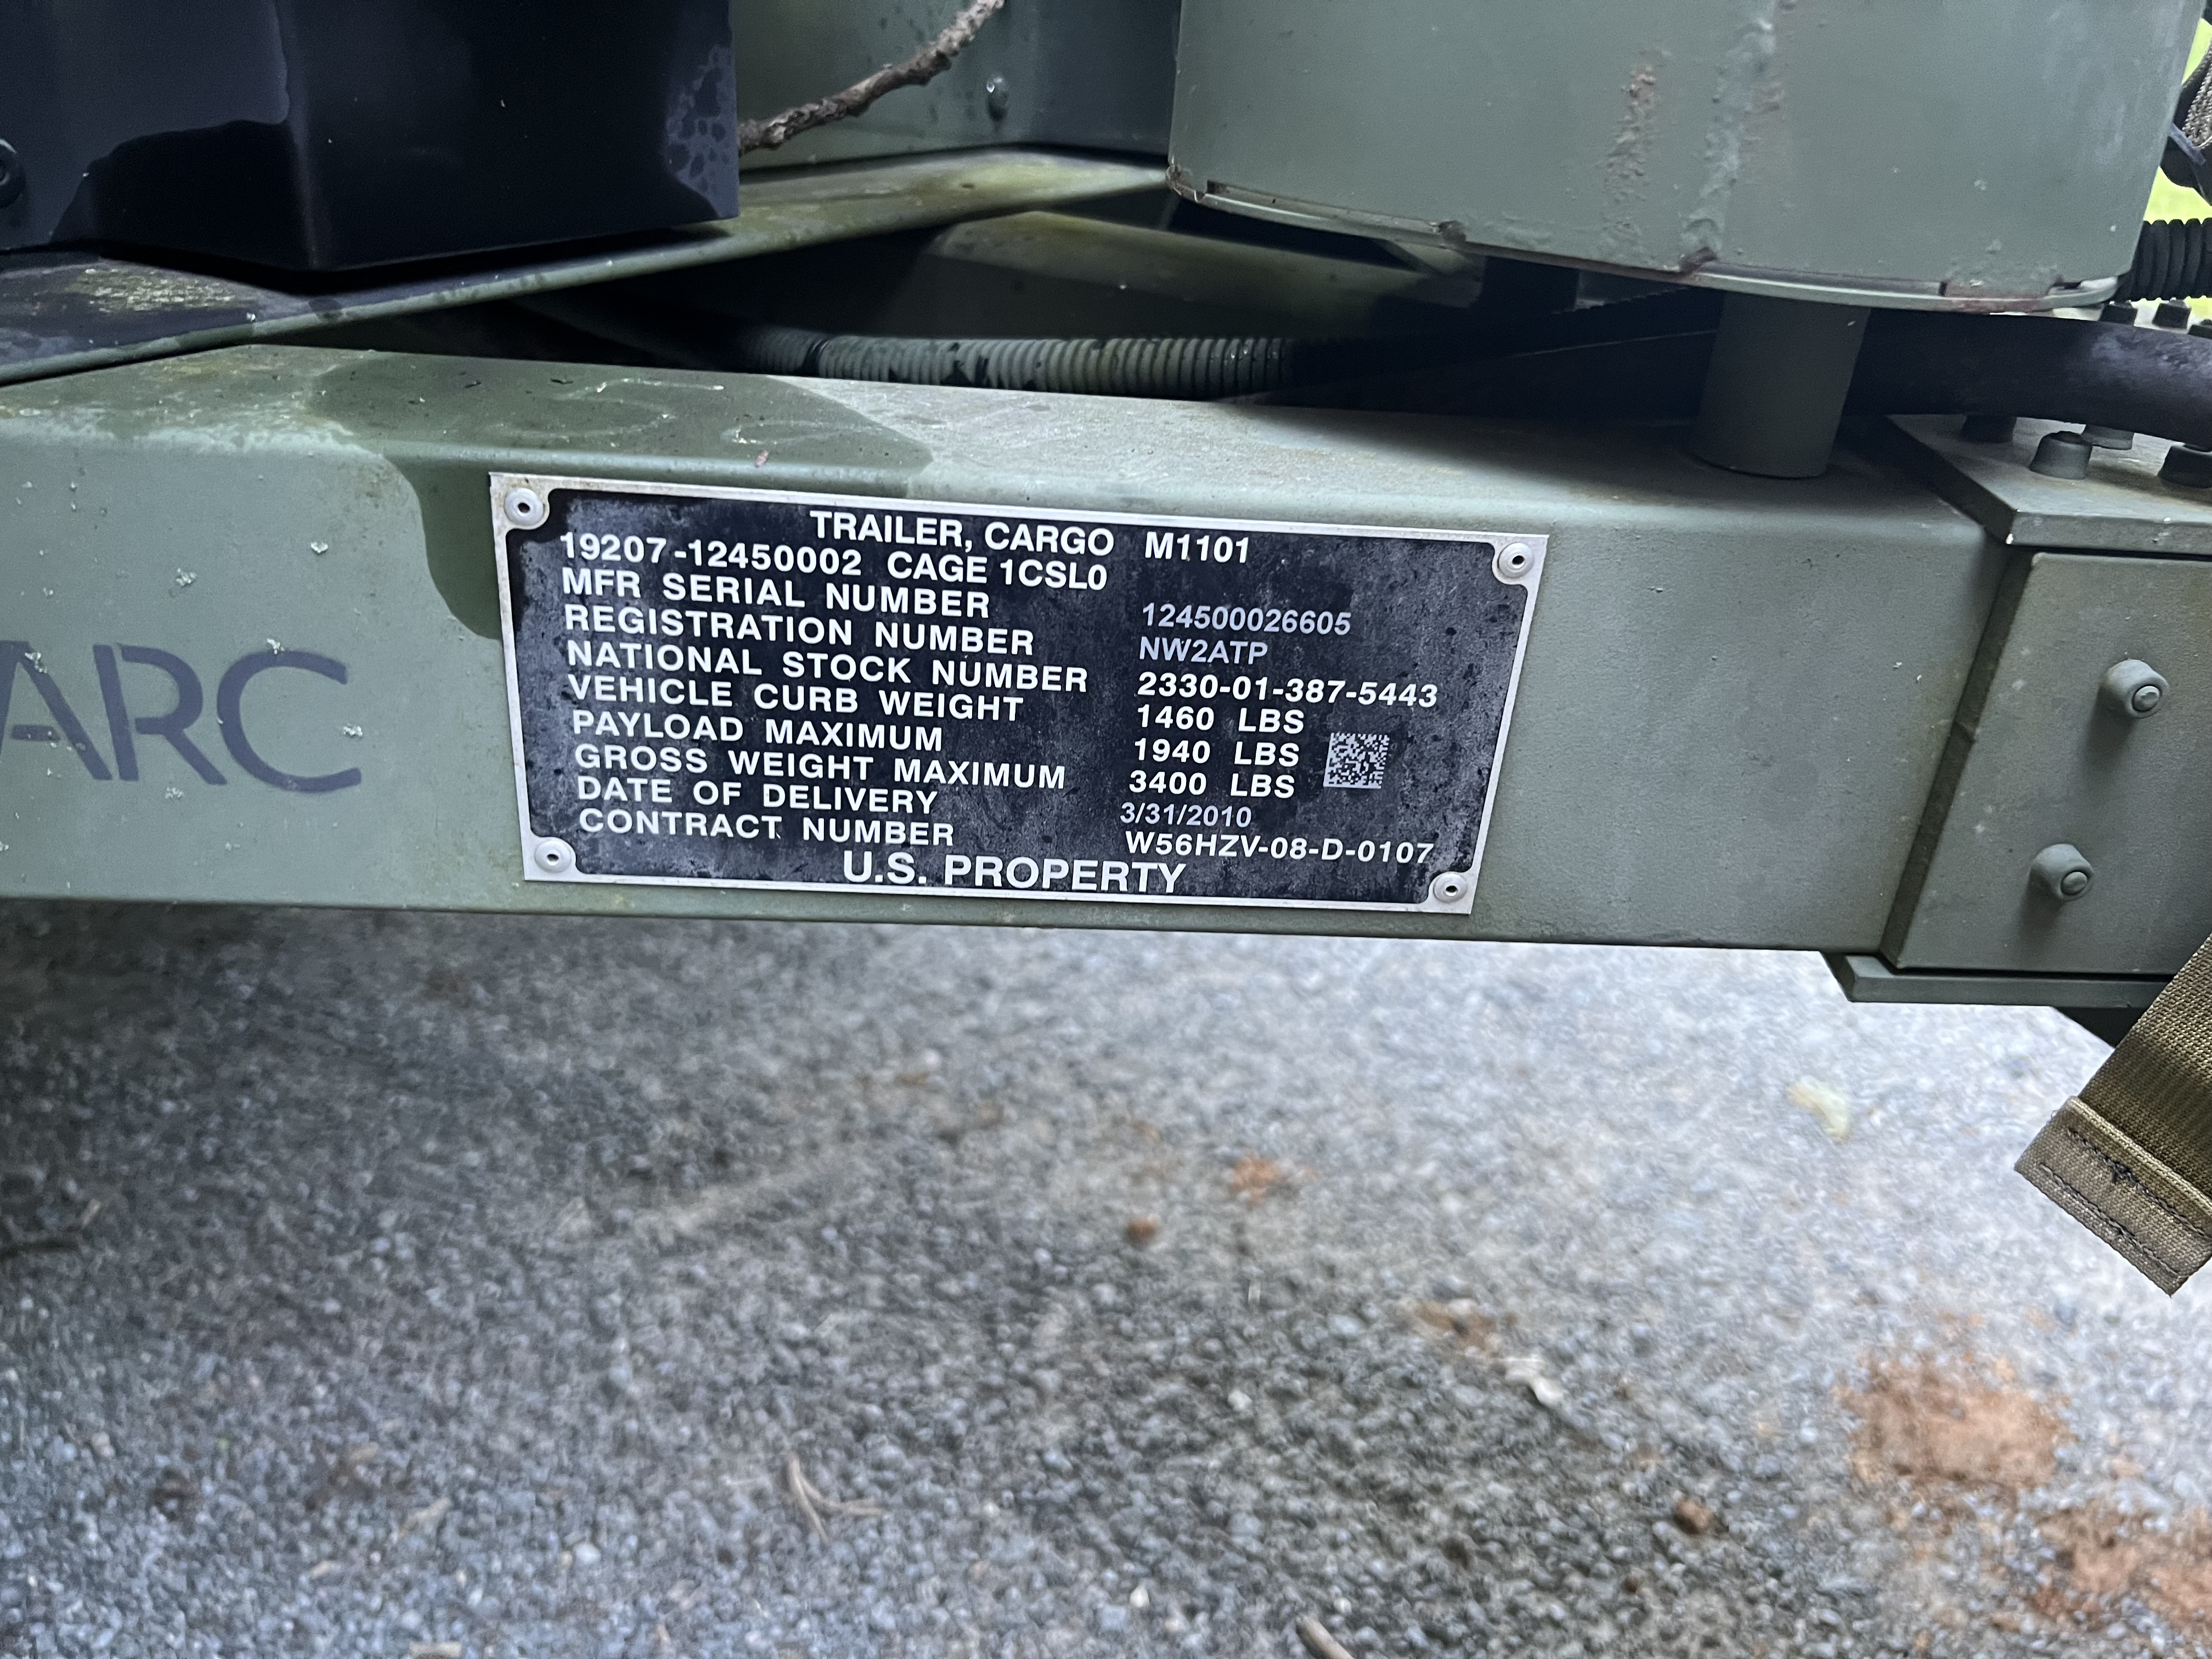 TRAILER, CARGO M1101
19207-12450002 CAGE 1CSL0
MFR SERIAL NUMBER 124500026605
REGISTRATION NUMBER NW2ATP
NATIONAL STOCK NUMBER 2330-01-387-5443
VEHICLE CURB WEIGHT 1460 LBS
PAYLOAD MAXIMUM 1940 LBS
GROSS WEIGHT MAXIMUM 3400 LBS
DATE OF DELIVERY 3/31/2010
CONTRACT NUMBER W56HZV-08-D-0107
U.S. PROPERTY
ARC